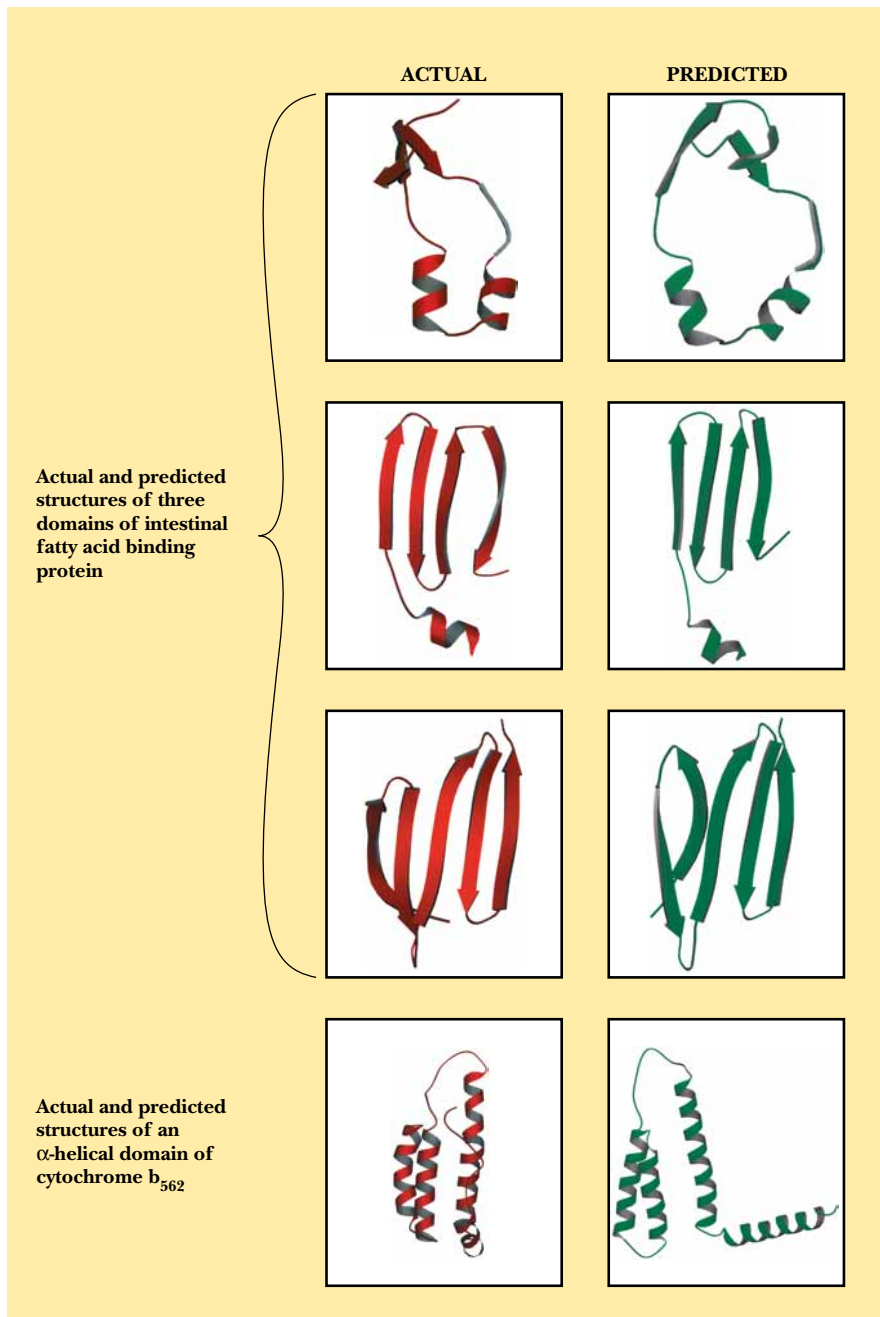 ACTUAL
PREDICTED
Actual and predicted
structures of three
domains of intestinal
fatty acid binding
protein
Actual and predicted
structures of an
α-helical domain of
cytochrome b562